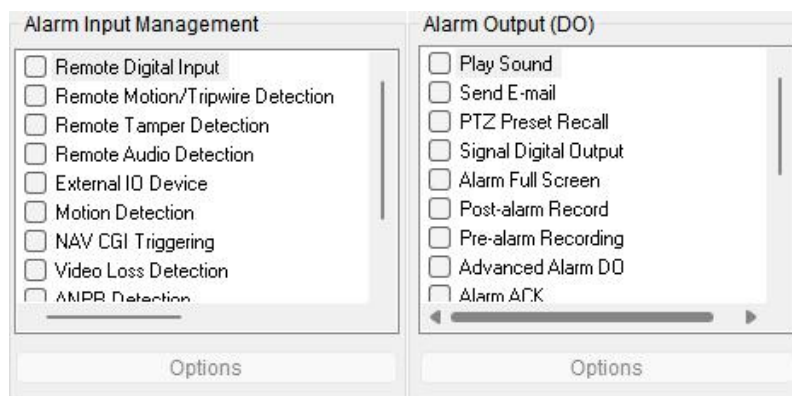 Alarm Input Management
Remote Digital Input
Remote Motion/Tripwire Detection
Remote Tamper Detection
Remote Audio Detection
External IO Device
Motion Detection
NAV CGI Triggering
Video Loss Detection
ANPR Detection
Options
Alarm Output (DO)
Play Sound
Send E-mail
PTZ Preset Recall
Signal Digital Output
Alarm Full Screen
Post-alarm Record
Pre-alarm Recording
Advanced Alarm DO
Alarm ACK
Options